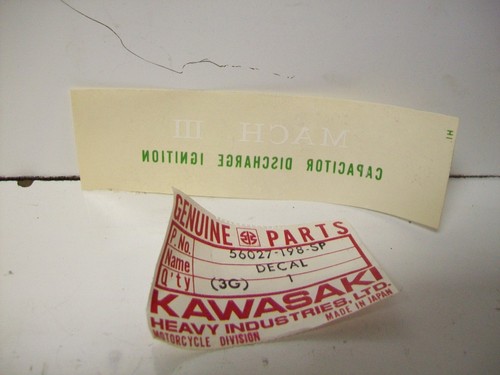 MACH III
CAPACITOR DISCHARGE IGNITION
HI
GENUINE PARTS
P. No. 56027-198-SP
Name DECAL
Q'ty (3G) 1
KAWASAKI
HEAVY INDUSTRIES, LTD.
MOTORCYCLE DIVISION MADE IN JAPAN